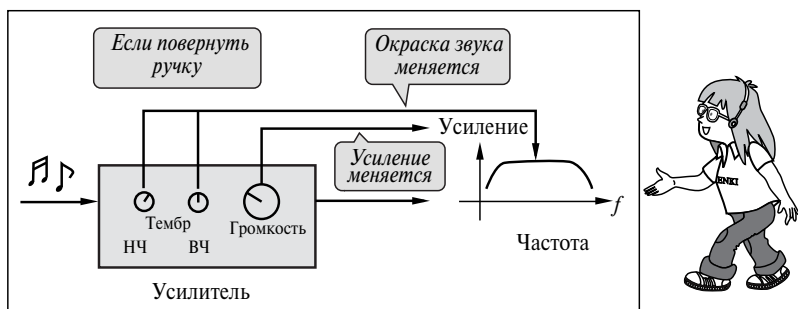 Если повернуть
ручку
Окраска звука
меняется
Усиление
Усиление
меняется
Тембр
Громкость
НЧ
ВЧ
f
Частота
Усилитель
ENKI